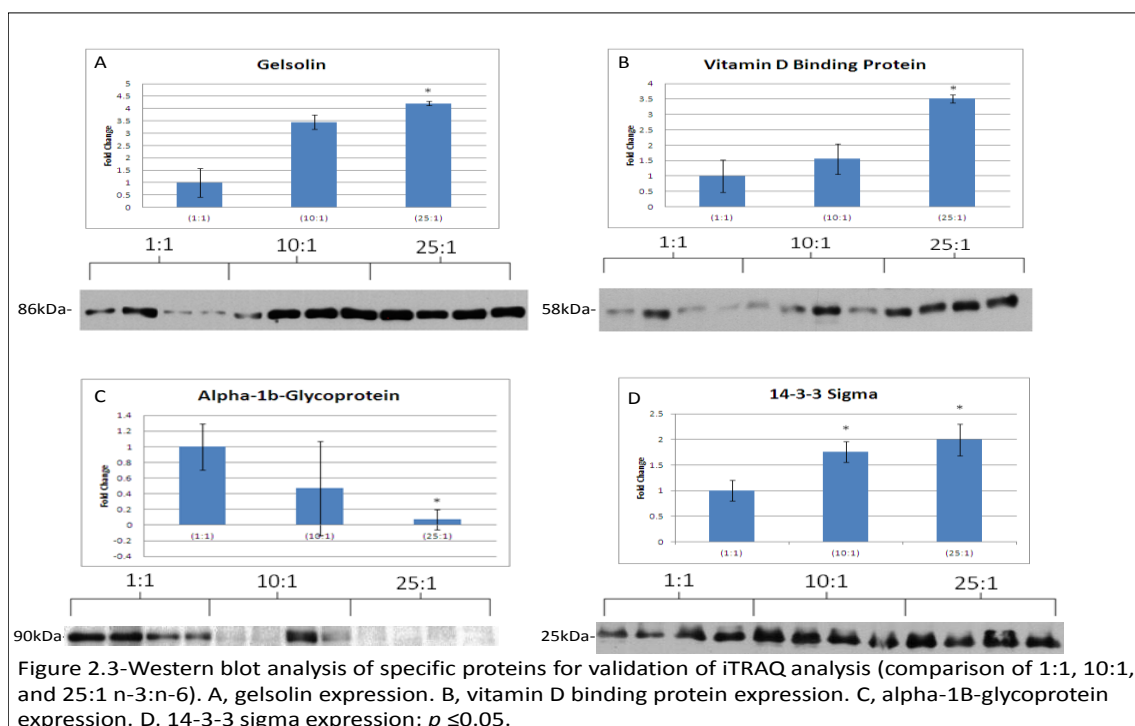 A
Gelsolin
Fold Change
5
4.5
4
3.5
3
2.5
2
1.5
1
0.5
0
*
(1:1) (10:1) (25:1)
1:1 10:1 25:1
86kDa-
B
Vitamin D Binding Protein
Fold Change
4
3.5
3
2.5
2
1.5
1
0.5
0
*
(1:1) (10:1) (25:1)
1:1 10:1 25:1
58kDa-
C
Alpha-1b-Glycoprotein
Fold Change
1.4
1.2
1
0.8
0.6
0.4
0.2
0
-0.2
-0.4
*
(1:1) (10:1) (25:1)
1:1 10:1 25:1
90kDa-
D
14-3-3 Sigma
Fold Change
2.5
2
1.5
1
0.5
0
* *
(1:1) (10:1) (25:1)
1:1 10:1 25:1
25kDa-
Figure 2.3-Western blot analysis of specific proteins for validation of iTRAQ analysis (comparison of 1:1, 10:1,
and 25:1 n-3:n-6). A, gelsolin expression. B, vitamin D binding protein expression. C, alpha-1B-glycoprotein
expression. D, 14-3-3 sigma expression; p ≤0.05.